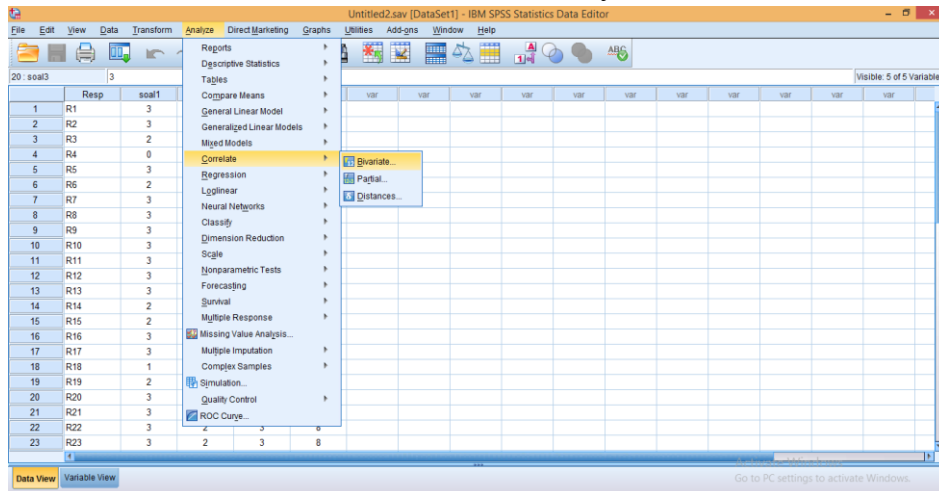 Untitled2.sav [DataSet1] - IBM SPSS Statistics Data Editor
File Edit View Data Transform Analyze Direct Marketing Graphs Utilities Add-ons Window Help
20 : soal3 3 Visible: 5 of 5 Variable
Resp soal1 var var var var var var var var var var var
1 R1 3
2 R2 3
3 R3 2
4 R4 0
5 R5 3
6 R6 2
7 R7 3
8 R8 3
9 R9 3
10 R10 3
11 R11 3
12 R12 3
13 R13 3
14 R14 2
15 R15 2
16 R16 3
17 R17 3
18 R18 1
19 R19 2
20 R20 3
21 R21 3
22 R22 3 2 3 8
23 R23 3 2 3 8
Reports
Descriptive Statistics
Tables
Compare Means
General Linear Model
Generalized Linear Models
Mixed Models
Correlate
Regression
Loglinear
Neural Networks
Classify
Dimension Reduction
Scale
Nonparametric Tests
Forecasting
Survival
Multiple Response
Missing Value Analysis...
Multiple Imputation
Complex Samples
Simulation...
Quality Control
ROC Curve...
Bivariate...
Partial...
Distances...
Data View Variable View
Go to PC settings to activate Windows.